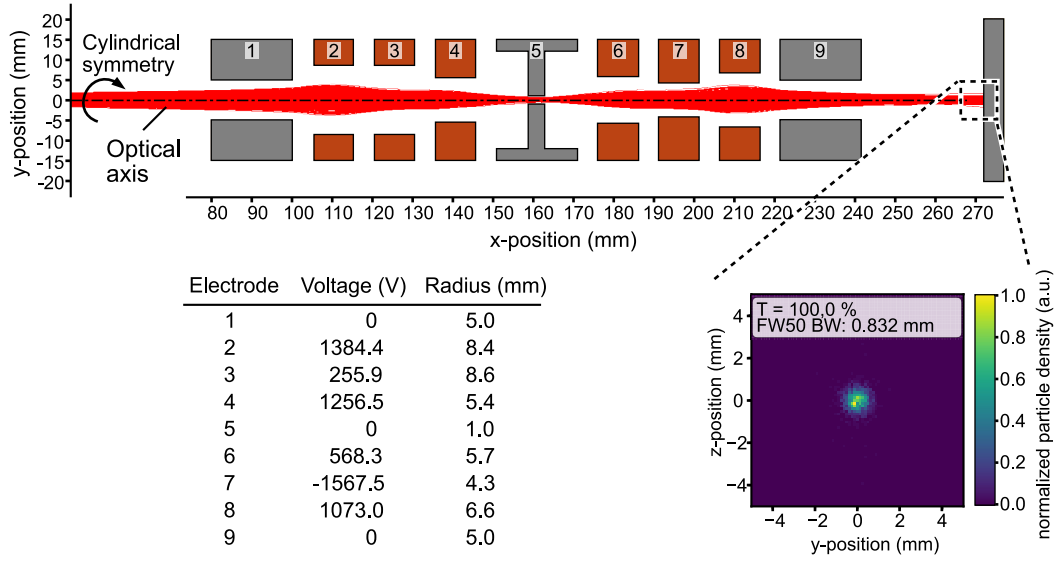 y-position (mm)
20
15
10
5
0
−5
−10
−15
−20
Cylindrical
symmetry
Optical
axis
1 2 3 4 5 6 7 8 9
80 90 100 110 120 130 140 150 160 170 180 190 200 210 220 230 240 250 260 270
x-position (mm)
Electrode Voltage (V) Radius (mm)
1 0 5.0
2 1384.4 8.4
3 255.9 8.6
4 1256.5 5.4
5 0 1.0
6 568.3 5.7
7 -1567.5 4.3
8 1073.0 6.6
9 0 5.0
T = 100,0 %
FW50 BW: 0.832 mm
z-position (mm)
4
2
0
−2
−4
−4 −2 0 2 4
y-position (mm)
1.0
0.8
0.6
0.4
0.2
0.0
normalized particle density (a.u.)